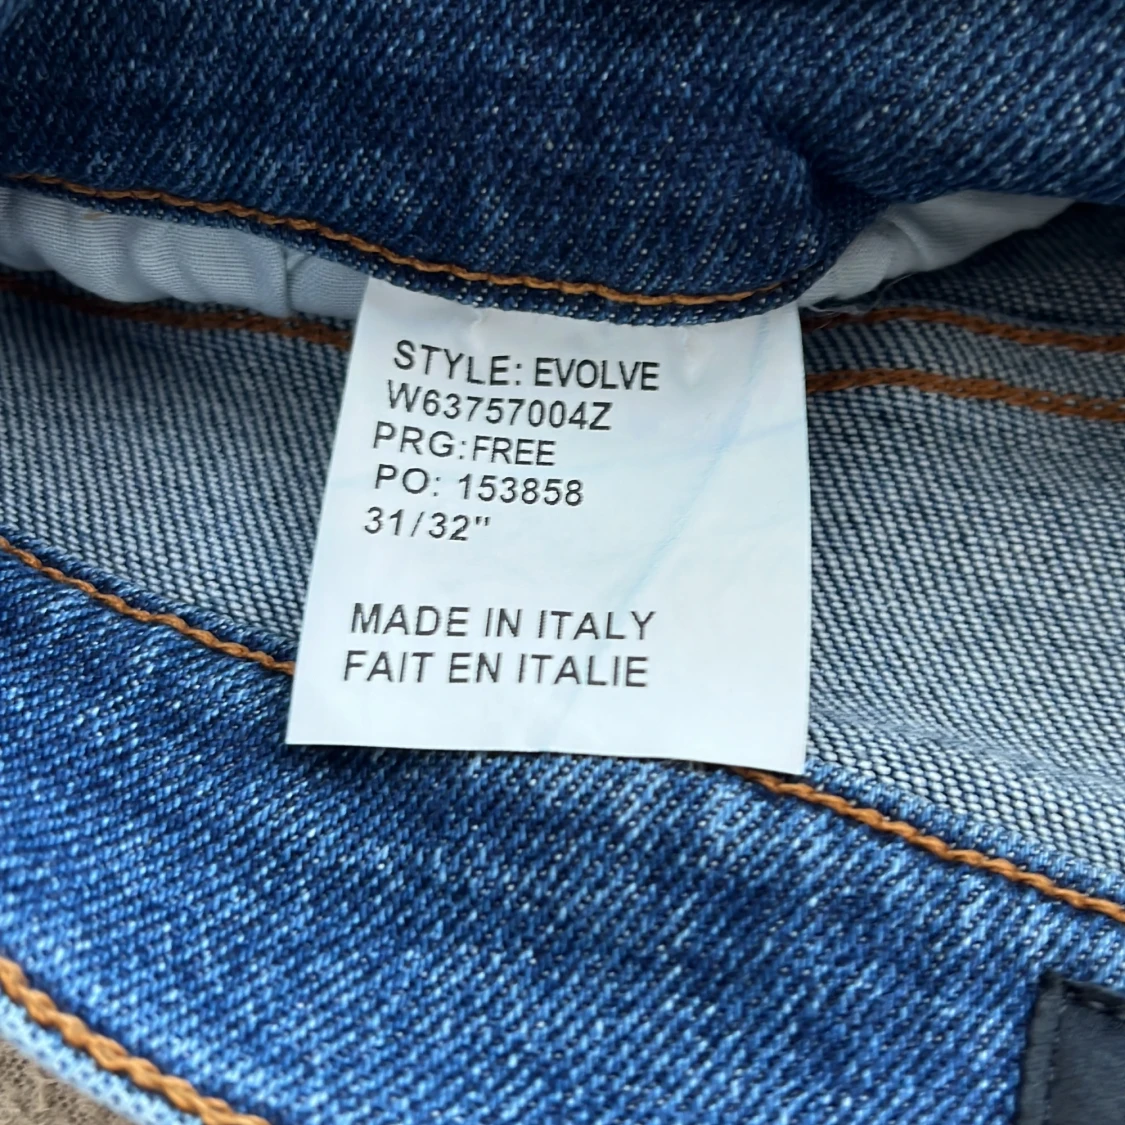 STYLE: EVOLVE
W63757004Z
PRG:FREE
PO: 153858
31/32"
MADE IN ITALY
FAIT EN ITALIE